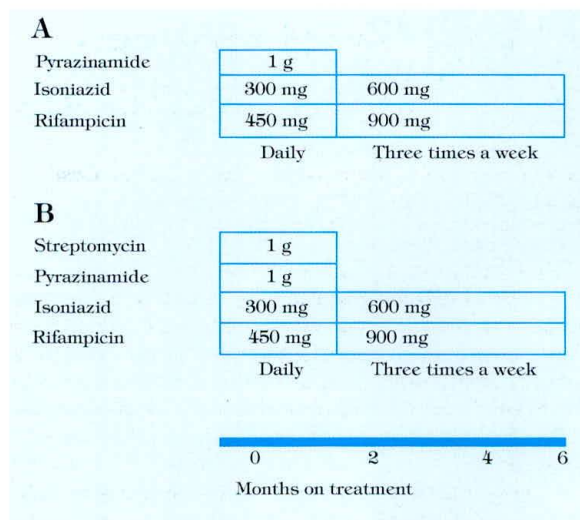 A
Pyrazinamide 1 g
Isoniazid 300 mg 600 mg
Rifampicin 450 mg 900 mg
Daily Three times a week
B
Streptomycin 1 g
Pyrazinamide 1 g
Isoniazid 300 mg 600 mg
Rifampicin 450 mg 900 mg
Daily Three times a week
0 2 4 6
Months on treatment